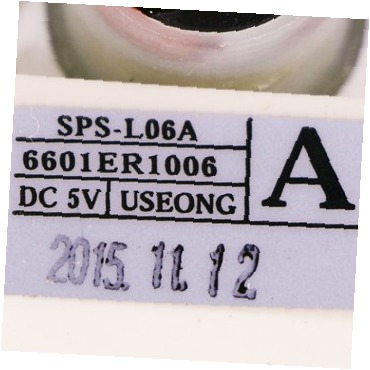 SPS-L06A
6601ER1006
DC 5V USEONG
A
2015. 11. 12